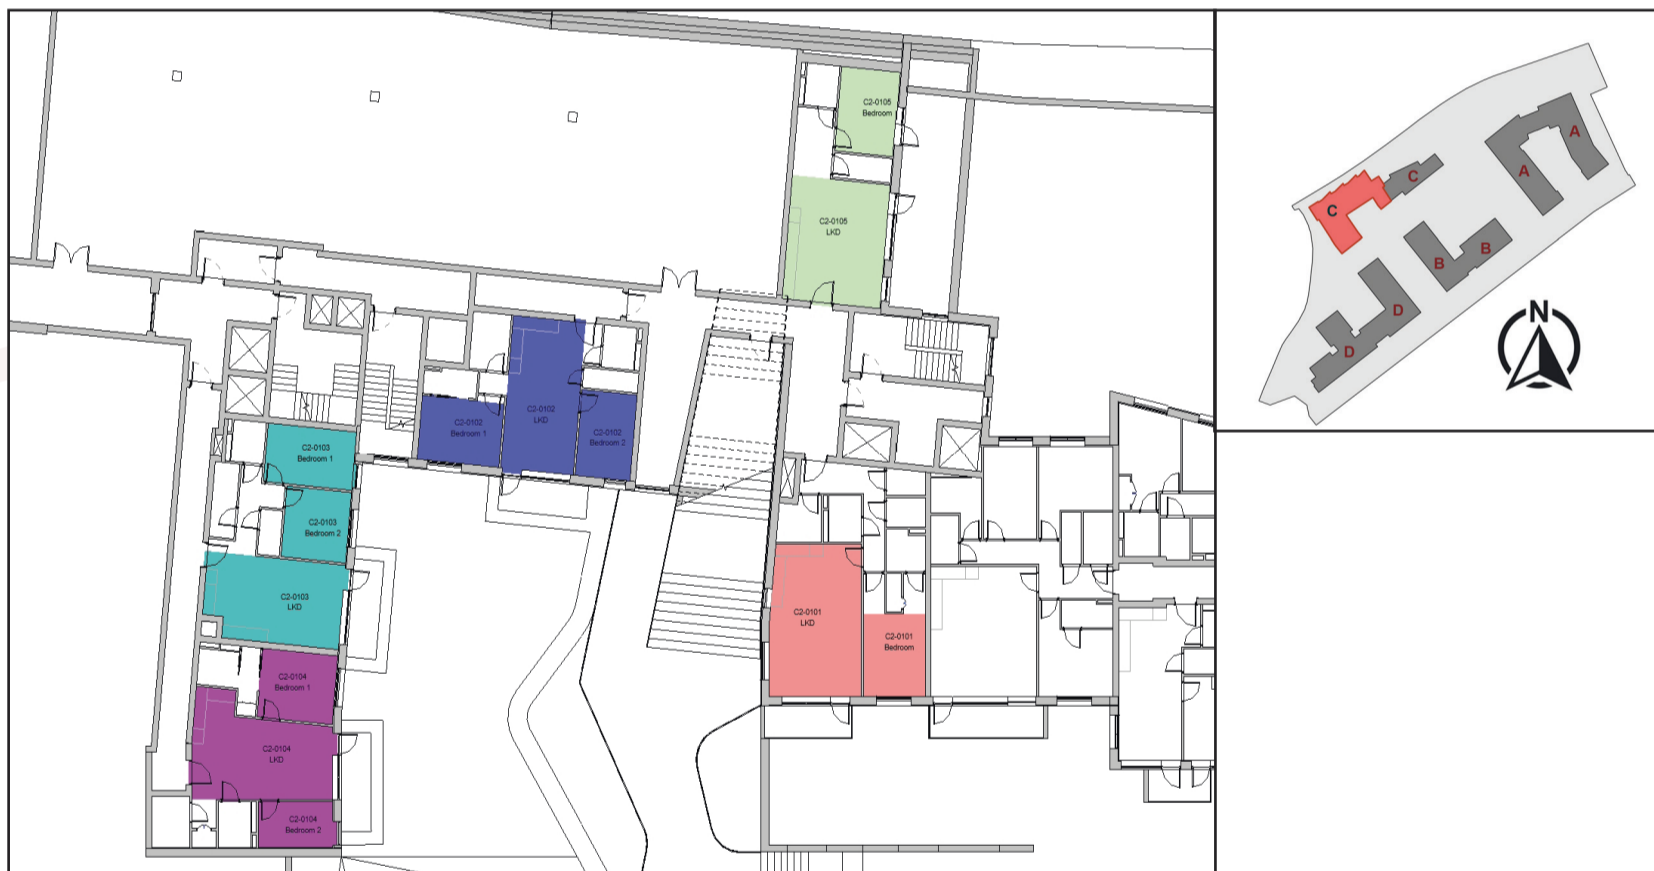 C2-0105
Bedroom
C2-0105
LKD
C2-0102
Bedroom 1
C2-0102
LKD
C2-0102
Bedroom 2
C2-0103
Bedroom 1
C2-0103
Bedroom 2
C2-0103
LKD
C2-0104
Bedroom 1
C2-0104
LKD
C2-0104
Bedroom 2
C2-0101
LKD
C2-0101
Bedroom
A
A
C
C
B
B
D
D
N